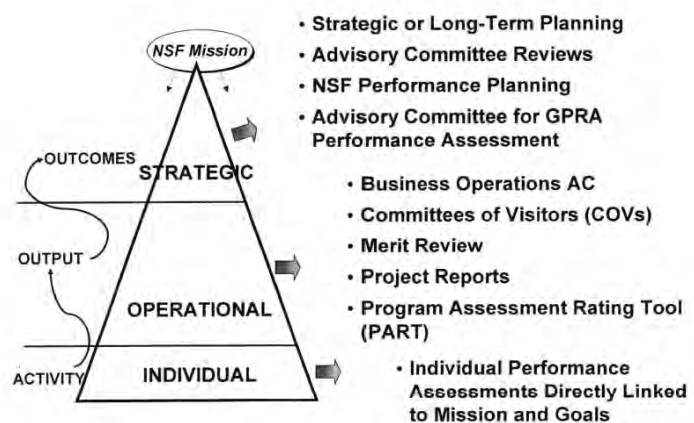 NSF Mission
• Strategic or Long-Term Planning
• Advisory Committee Reviews
• NSF Performance Planning
• Advisory Committee for GPRA
Performance Assessment
OUTCOMES
STRATEGIC
• Business Operations AC
• Committees of Visitors (COVs)
• Merit Review
• Project Reports
• Program Assessment Rating Tool
(PART)
OUTPUT
OPERATIONAL
• Individual Performance
Assessments Directly Linked
to Mission and Goals
ACTIVITY
INDIVIDUAL